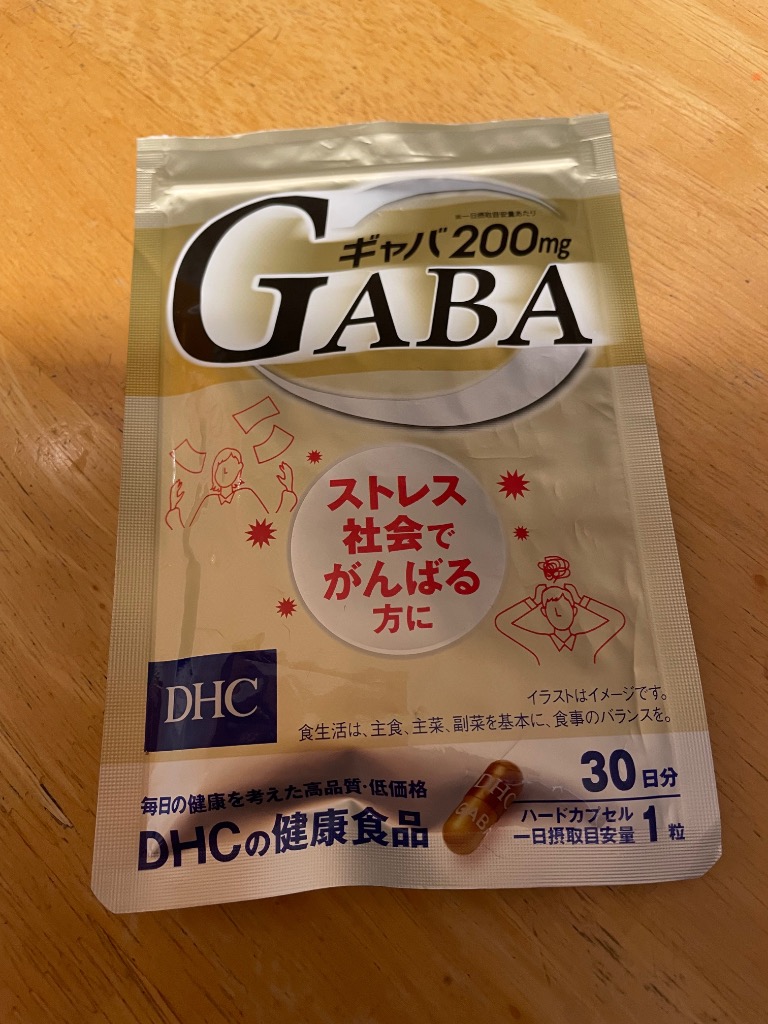 ※一日摂取目安量あたり
ギャバ200mg
GABA
ストレス
社会で
がんばる
方に
DHC
イラストはイメージです。
食生活は、主食、主菜、副菜を基本に、食事のバランスを。
毎日の健康を考えた高品質・低価格
DHCの健康食品
DHC
GABA
30日分
ハードカプセル
一日摂取目安量 1粒